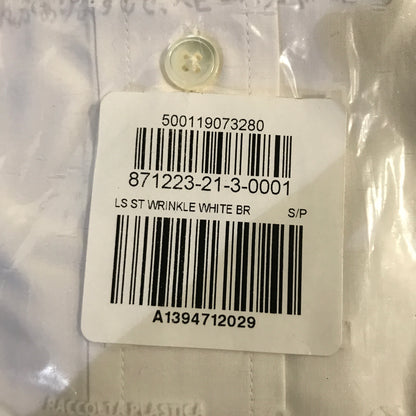 500119073280
871223-21-3-0001
LS ST WRINKLE WHITE BR S/P
A1394712029
RACCOLTA PLASTICA